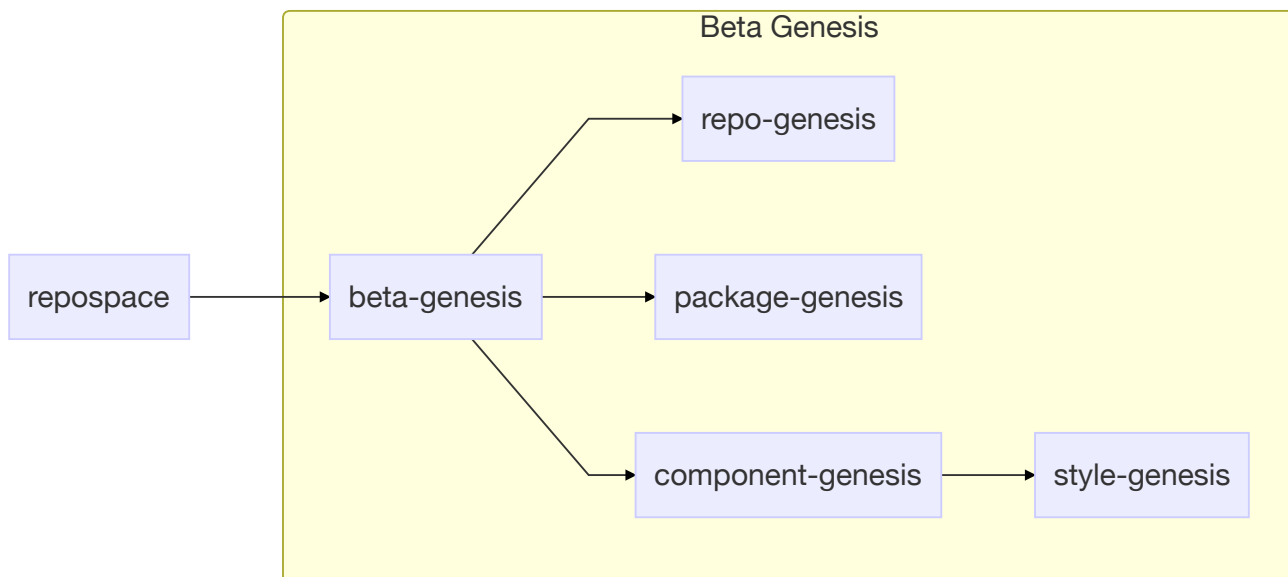 Beta Genesis
repo-genesis
repospace
beta-genesis
package-genesis
component-genesis
style-genesis